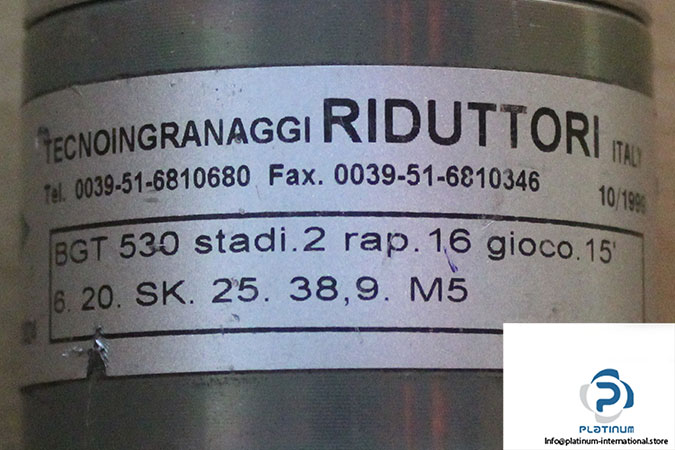 TECNOINGRANAGGI RIDUTTORI ITALY
Tel. 0039-51-6810680 Fax. 0039-51-6810346 10/1996
BGT 530 stadi.2 rap.16 gioco.15'
6. 20. SK. 25. 38,9. M5
PLATINUM
Info@platinum-international.store